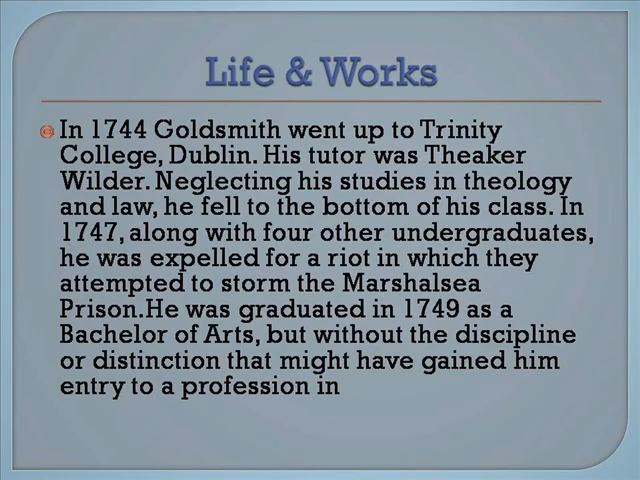 Life & Works
In 1744 Goldsmith went up to Trinity
College, Dublin. His tutor was Theaker
Wilder. Neglecting his studies in theology
and law, he fell to the bottom of his class. In
1747, along with four other undergraduates,
he was expelled for a riot in which they
attempted to storm the Marshalsea
Prison.He was graduated in 1749 as a
Bachelor of Arts, but without the discipline
or distinction that might have gained him
entry to a profession in